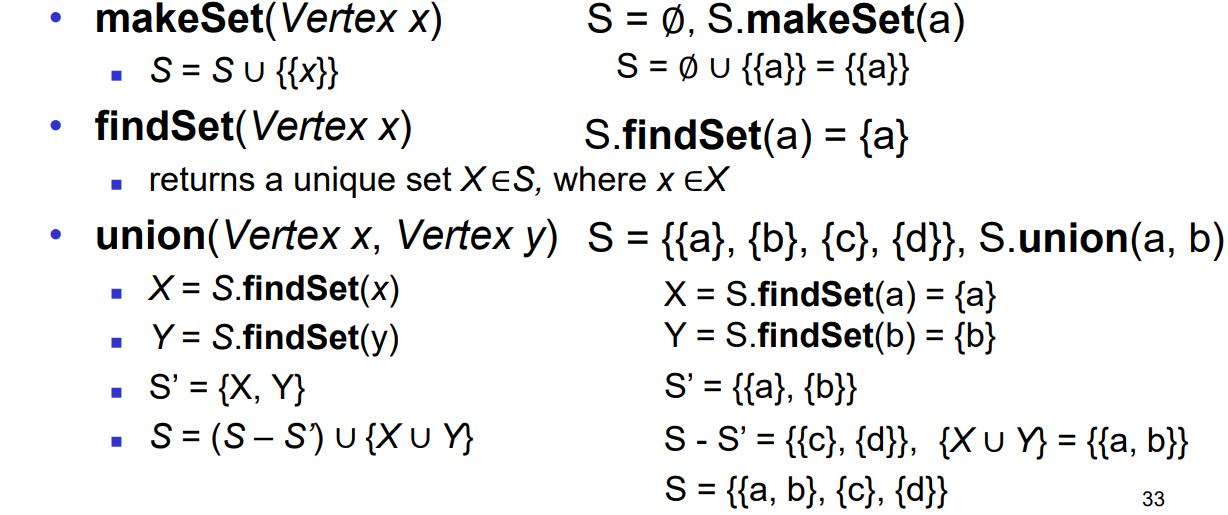 • makeSet(Vertex x)
S = ∅, S.makeSet(a)
▪ S = S ∪ {{x}}
S = ∅ ∪ {{a}} = {{a}}
• findSet(Vertex x)
S.findSet(a) = {a}
▪ returns a unique set X∈S, where x ∈X
• union(Vertex x, Vertex y)
S = {{a}, {b}, {c}, {d}}, S.union(a, b)
▪ X = S.findSet(x)
X = S.findSet(a) = {a}
▪ Y = S.findSet(y)
Y = S.findSet(b) = {b}
▪ S’ = {X, Y}
S’ = {{a}, {b}}
▪ S = (S – S’) ∪ {X ∪ Y}
S - S’ = {{c}, {d}}, {X ∪ Y} = {{a, b}}
S = {{a, b}, {c}, {d}}
33